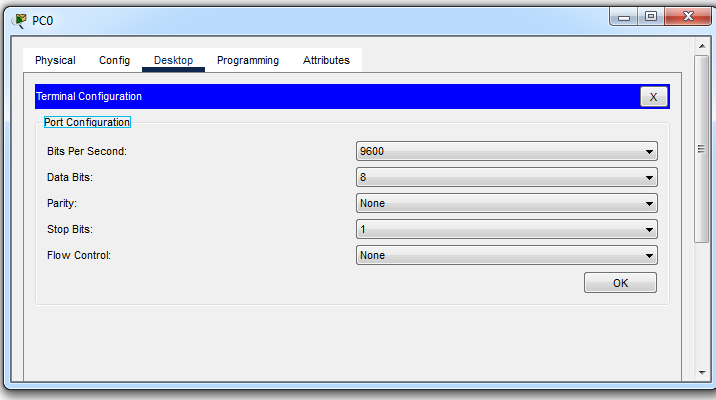 PC0
Physical Config Desktop Programming Attributes
Terminal Configuration X
Port Configuration
Bits Per Second: 9600
Data Bits: 8
Parity: None
Stop Bits: 1
Flow Control: None
OK